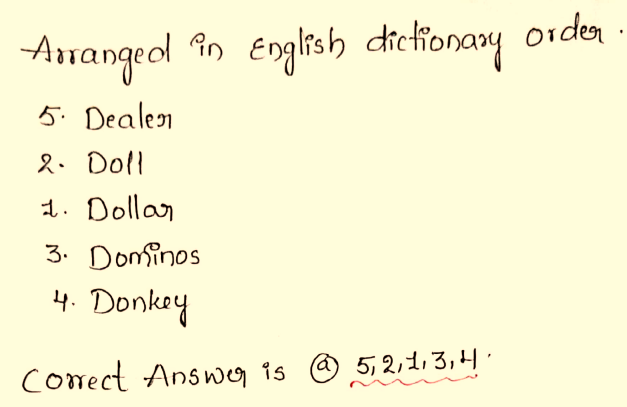 Arranged in English dictionary order.
5. Dealer
2. Doll
1. Dollar
3. Dominos
4. Donkey
Correct Answer is ⓐ 5,2,1,3,4.